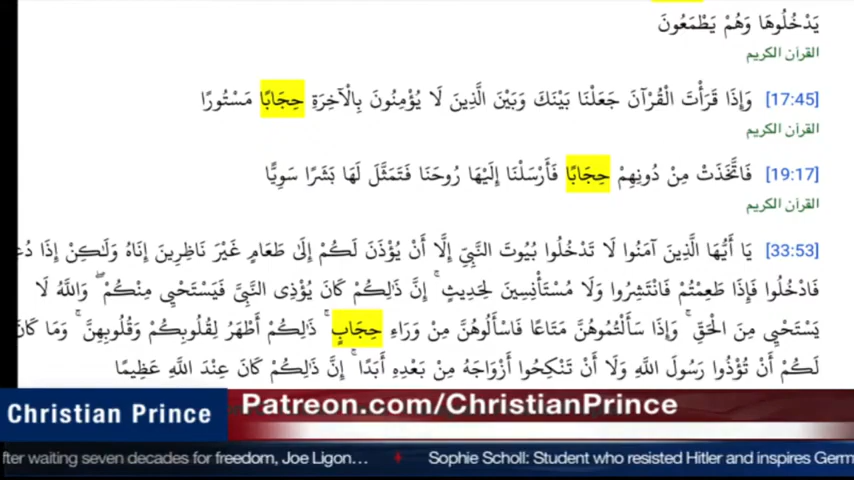 يَدْخُلُوهَا وَهُمْ يَطْمَعُونَ
القرآن الكريم
[17:45] وَإِذَا قَرَأْتَ الْقُرْآنَ جَعَلْنَا بَيْنَكَ وَبَيْنَ الَّذِينَ لَا يُؤْمِنُونَ بِالْآخِرَةِ حِجَابًا مَسْتُورًا
القرآن الكريم
[19:17] فَاتَّخَذَتْ مِنْ دُونِهِمْ حِجَابًا فَأَرْسَلْنَا إِلَيْهَا رُوحَنَا فَتَمَثَّلَ لَهَا بَشَرًا سَوِيًّا
القرآن الكريم
[33:53] يَا أَيُّهَا الَّذِينَ آمَنُوا لَا تَدْخُلُوا بُيُوتَ النَّبِيِّ إِلَّا أَنْ يُؤْذَنَ لَكُمْ إِلَىٰ طَعَامٍ غَيْرَ نَاظِرِينَ إِنَاهُ وَلَٰكِنْ إِذَا
فَادْخُلُوا فَإِذَا طَعِمْتُمْ فَانْتَشِرُوا وَلَا مُسْتَأْنِسِينَ لِحَدِيثٍ ۚ إِنَّ ذَٰلِكُمْ كَانَ يُؤْذِي النَّبِيَّ فَيَسْتَحْيِي مِنْكُمْ ۖ وَاللَّهُ لَا
يَسْتَحْيِي مِنَ الْحَقِّ ۚ وَإِذَا سَأَلْتُمُوهُنَّ مَتَاعًا فَاسْأَلُوهُنَّ مِنْ وَرَاءِ حِجَابٍ ۚ ذَٰلِكُمْ أَطْهَرُ لِقُلُوبِكُمْ وَقُلُوبِهِنَّ ۚ وَمَا كَانَ
لَكُمْ أَنْ تُؤْذُوا رَسُولَ اللَّهِ وَلَا أَنْ تَنْكِحُوا أَزْوَاجَهُ مِنْ بَعْدِهِ أَبَدًا ۚ إِنَّ ذَٰلِكُمْ كَانَ عِنْدَ اللَّهِ عَظِيمًا
Christian Prince
Patreon.com/ChristianPrince
fter waiting seven decades for freedom, Joe Ligon... Sophie Scholl: Student who resisted Hitler and inspires Germ